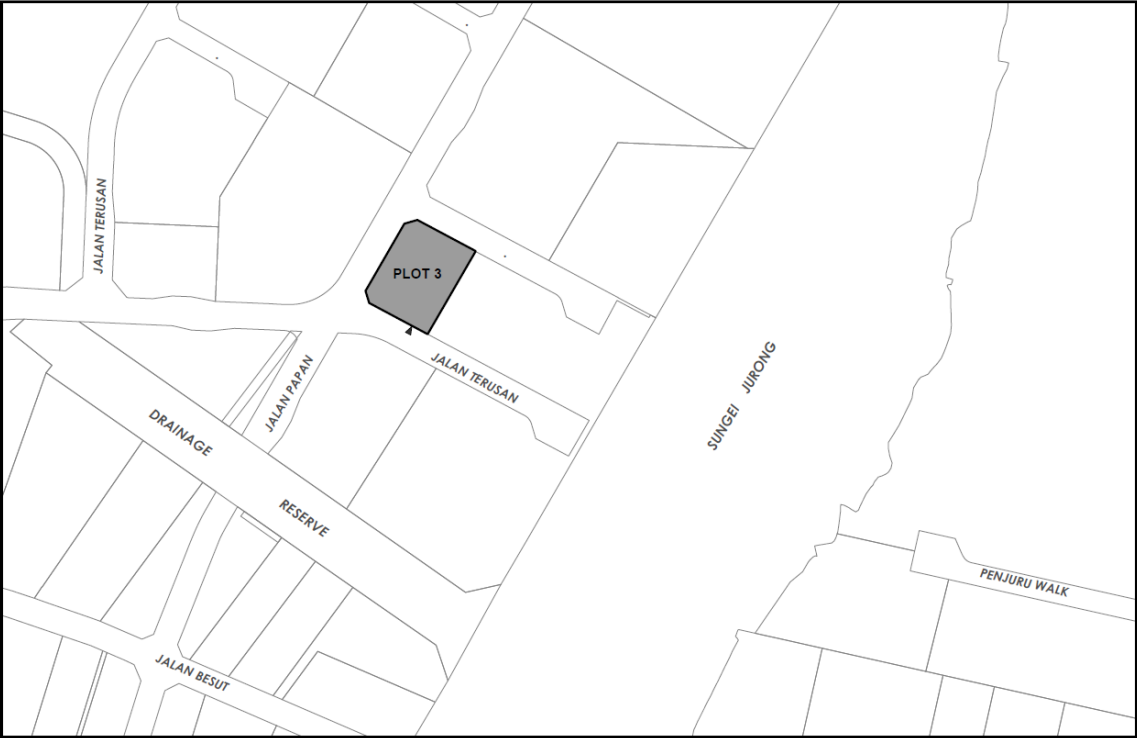 JALAN TERUSAN
PLOT 3
JALAN TERUSAN
JALAN PAPAN
SUNGEI JURONG
DRAINAGE
RESERVE
PENJURU WALK
JALAN BESUT